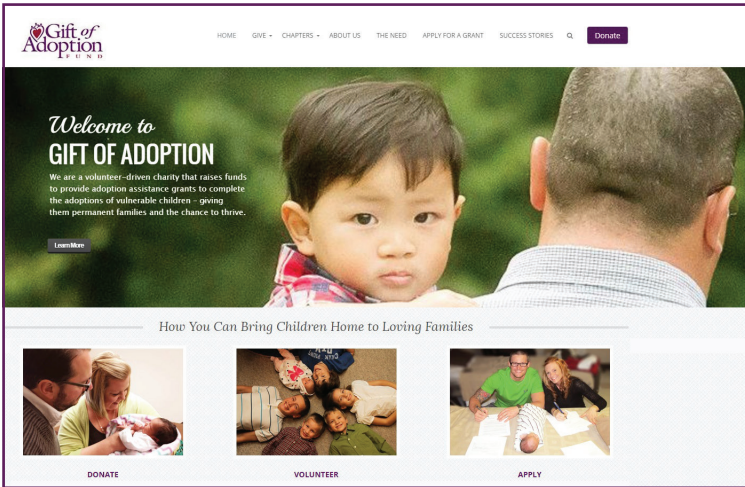 Gift of
Adoption
FUND
HOME GIVE CHAPTERS ABOUT US THE NEED APPLY FOR A GRANT SUCCESS STORIES Donate
Welcome to
GIFT OF ADOPTION
We are a volunteer-driven charity that raises funds
to provide adoption assistance grants to complete
the adoptions of vulnerable children – giving
them permanent families and the chance to thrive.
Learn More
How You Can Bring Children Home to Loving Families
DONATE VOLUNTEER APPLY